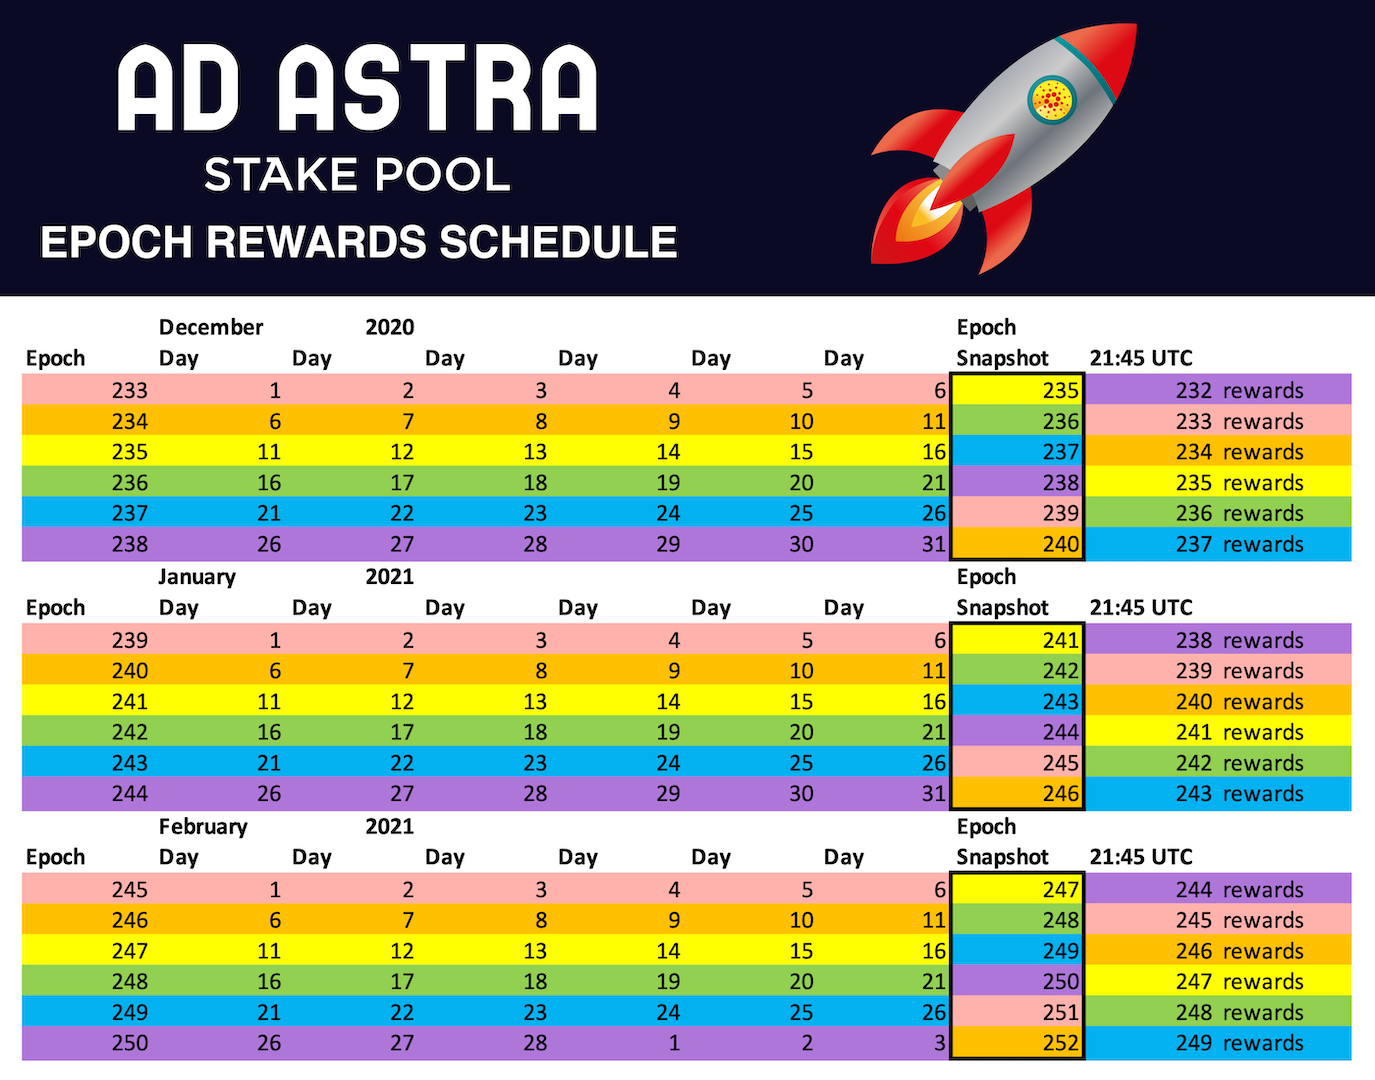 AD ASTRA
STAKE POOL
EPOCH REWARDS SCHEDULE
December 2020 Epoch
Epoch Day Day Day Day Day Day Snapshot 21:45 UTC
233 1 2 3 4 5 6 235 232 rewards
234 6 7 8 9 10 11 236 233 rewards
235 11 12 13 14 15 16 237 234 rewards
236 16 17 18 19 20 21 238 235 rewards
237 21 22 23 24 25 26 239 236 rewards
238 26 27 28 29 30 31 240 237 rewards
January 2021 Epoch
Epoch Day Day Day Day Day Day Snapshot 21:45 UTC
239 1 2 3 4 5 6 241 238 rewards
240 6 7 8 9 10 11 242 239 rewards
241 11 12 13 14 15 16 243 240 rewards
242 16 17 18 19 20 21 244 241 rewards
243 21 22 23 24 25 26 245 242 rewards
244 26 27 28 29 30 31 246 243 rewards
February 2021 Epoch
Epoch Day Day Day Day Day Day Snapshot 21:45 UTC
245 1 2 3 4 5 6 247 244 rewards
246 6 7 8 9 10 11 248 245 rewards
247 11 12 13 14 15 16 249 246 rewards
248 16 17 18 19 20 21 250 247 rewards
249 21 22 23 24 25 26 251 248 rewards
250 26 27 28 1 2 3 252 249 rewards